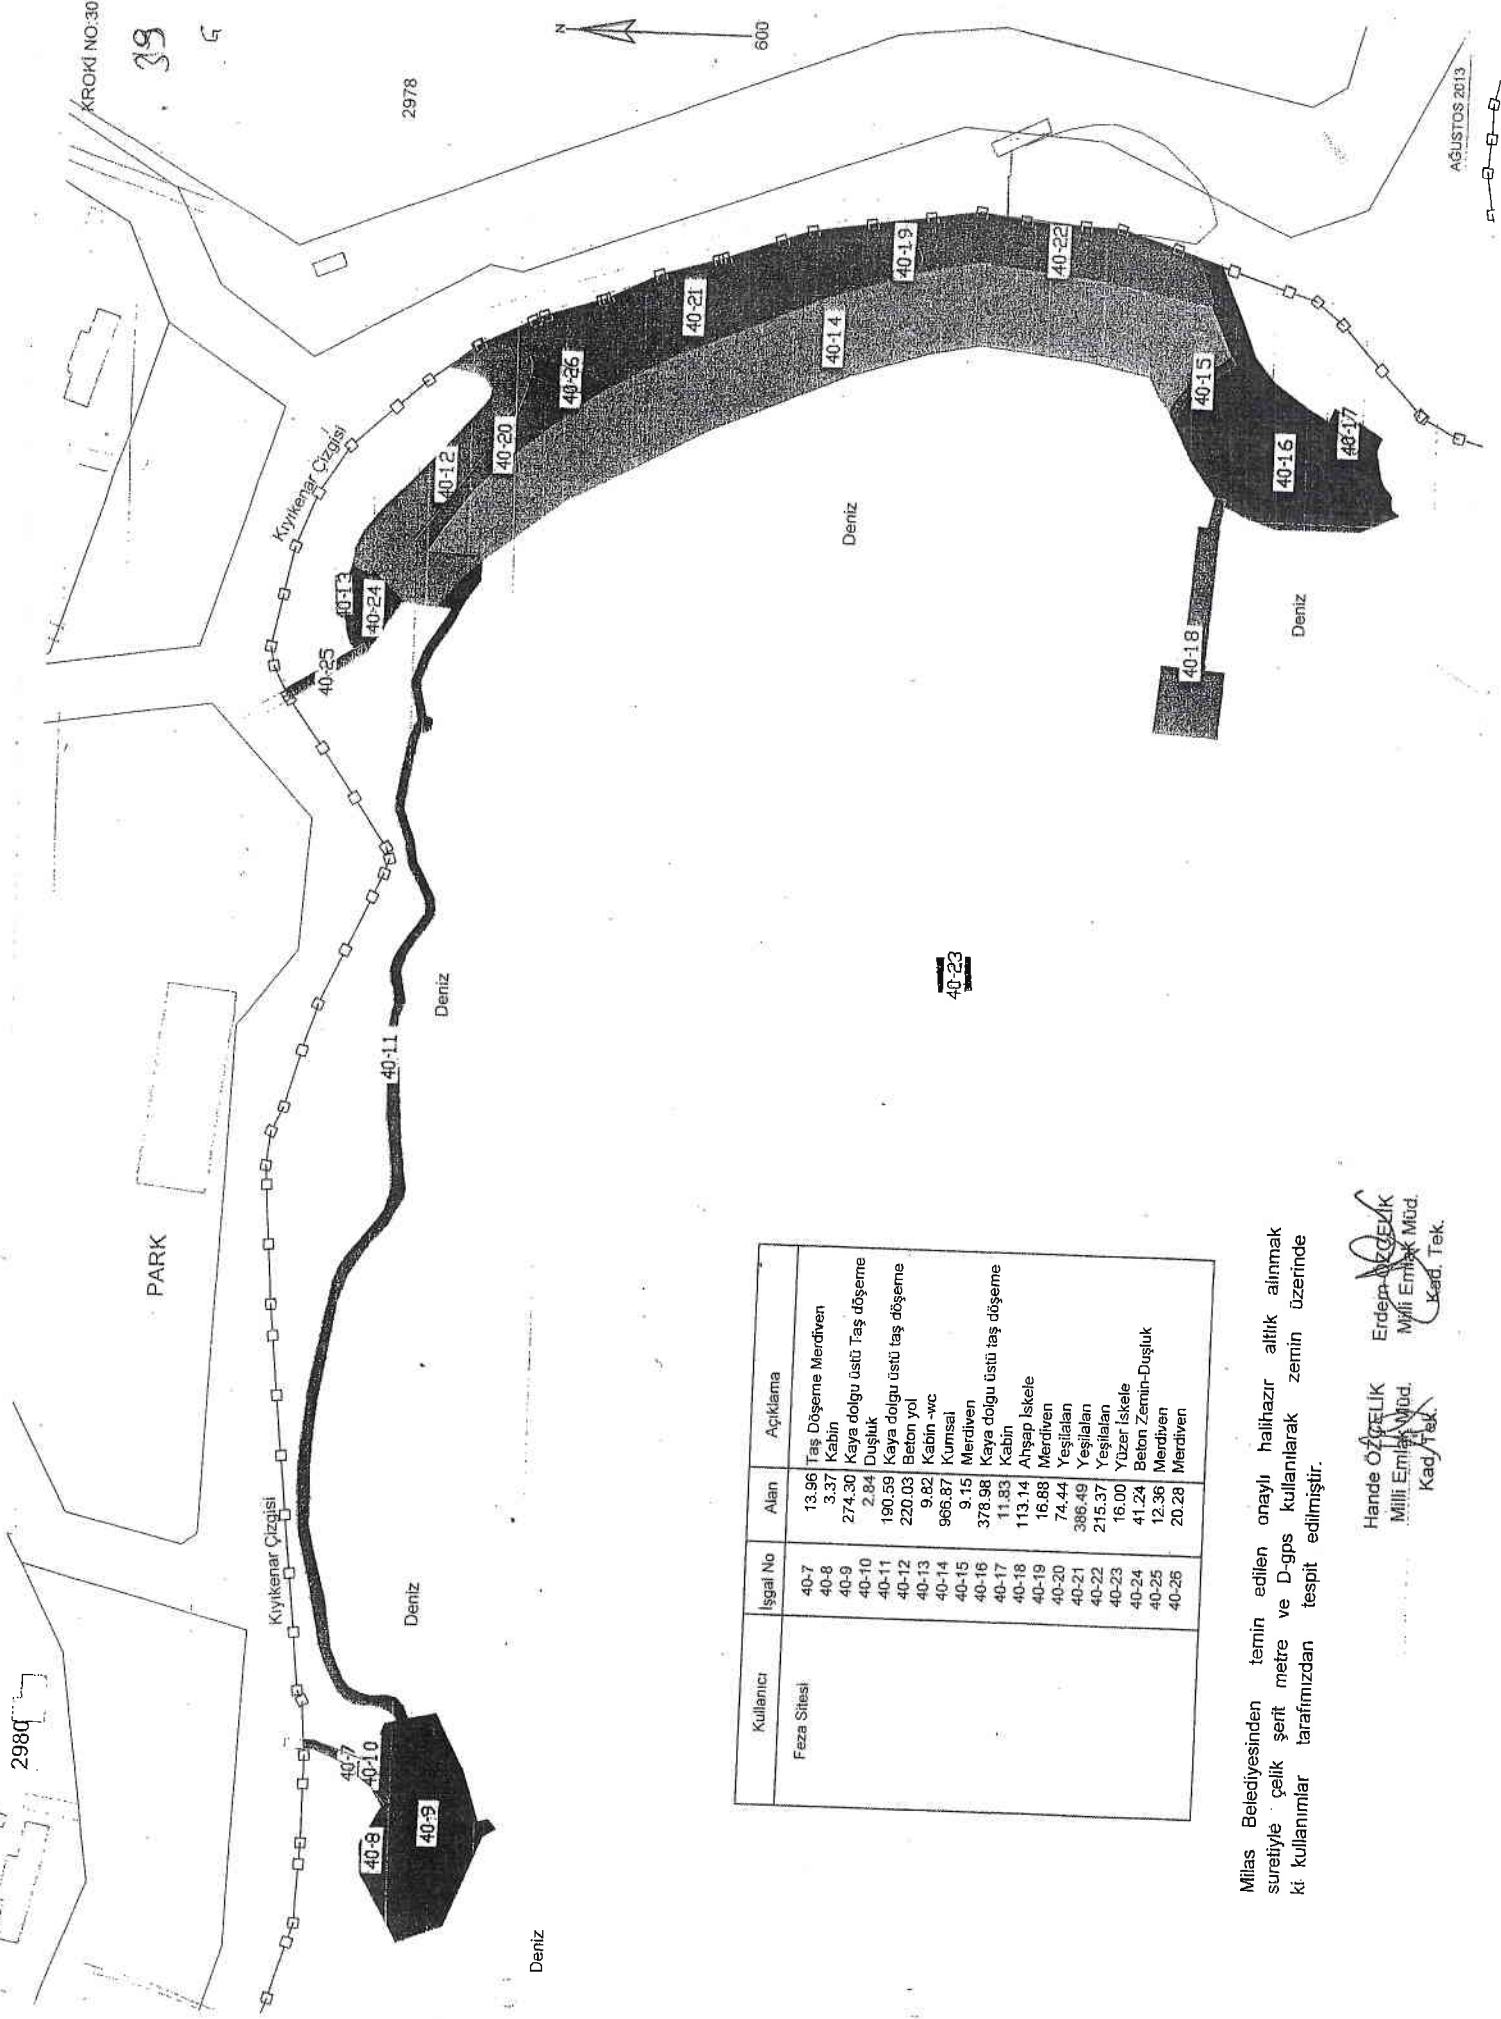 KROKİ NO:30
39
G
N
600
2978
AĞUSTOS 2013
2980
PARK
Kıyıkenar Çizgisi
Kıyıkenar Çizgisi
40-7
40-8
40-9
40-10
40-11
40-12
40-13
40-24
40-25
40-20
40-26
40-21
40-14
40-19
40-22
40-15
40-16
40-17
40-18
40-23
Deniz
Deniz
Deniz
Deniz
Deniz
Kullanıcı İşgal No Alan Açıklama
Feza Sitesi 40-7 13.96 Taş Döşeme Merdiven
40-8 3.37 Kabin
40-9 274.30 Kaya dolgu üstü Taş döşeme
40-10 2.84 Duşluk
40-11 190.59 Kaya dolgu üstü taş döşeme
40-12 220.03 Beton yol
40-13 9.82 Kabin -wc
40-14 966.87 Kumsal
40-15 9.15 Merdiven
40-16 378.98 Kaya dolgu üstü taş döşeme
40-17 11.83 Kabin
40-18 113.14 Ahşap İskele
40-19 16.88 Merdiven
40-20 74.44 Yeşilalan
40-21 386.49 Yeşilalan
40-22 215.37 Yeşilalan
40-23 16.00 Yüzer İskele
40-24 41.24 Beton Zemin-Duşluk
40-25 12.36 Merdiven
40-26 20.28 Merdiven
Milas Belediyesinden temin edilen onaylı halihazır altlık alınmak
suretiyle çelik şerit metre ve D-gps kullanılarak zemin üzerinde
ki kullanımlar tarafımızdan tespit edilmiştir.
Hande ÖZÇELİK Erdem ÖZÇELİK
Milli Emlak Müd. Milli Emlak Müd.
Kad. Tek. Kad. Tek.